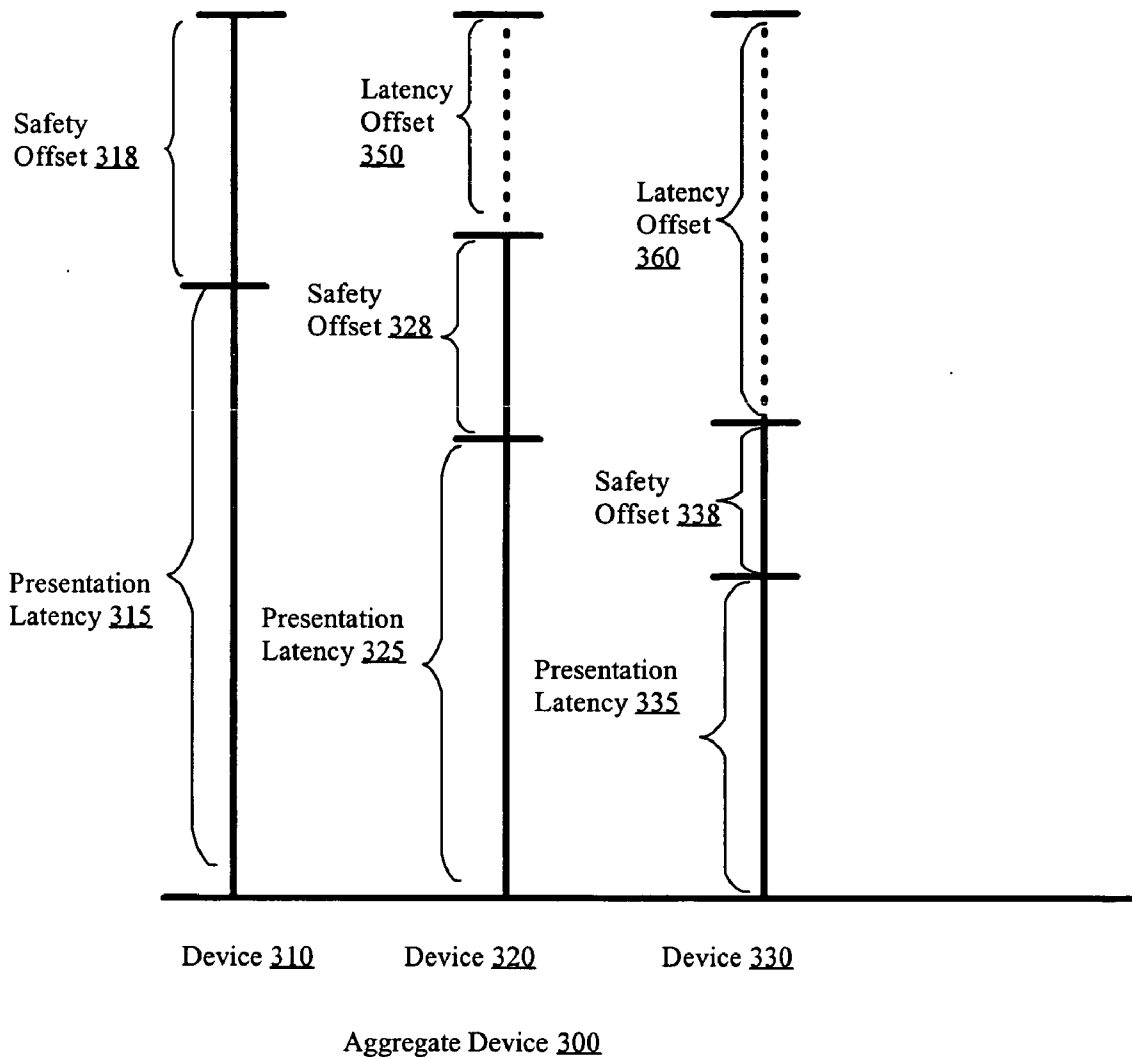 Safety
Offset 318
Presentation
Latency 315
Latency
Offset
350
Safety
Offset 328
Presentation
Latency 325
Latency
Offset
360
Safety
Offset 338
Presentation
Latency 335
Device 310
Device 320
Device 330
Aggregate Device 300